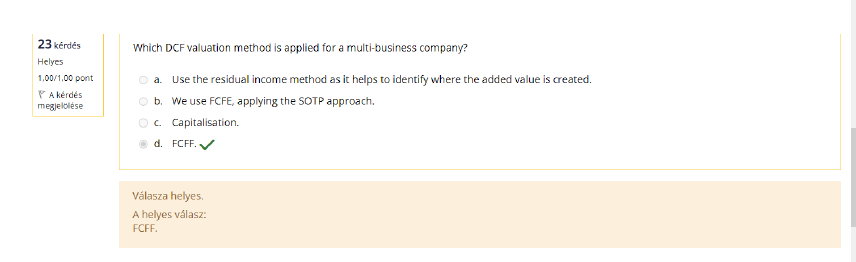 23 kérdés
Helyes
1,00/1,00 pont
A kérdés
megjelölése
Which DCF valuation method is applied for a multi-business company?
a. Use the residual income method as it helps to identify where the added value is created.
b. We use FCFE, applying the SOTP approach.
c. Capitalisation.
d. FCFF.
Válasza helyes.
A helyes válasz:
FCFF.